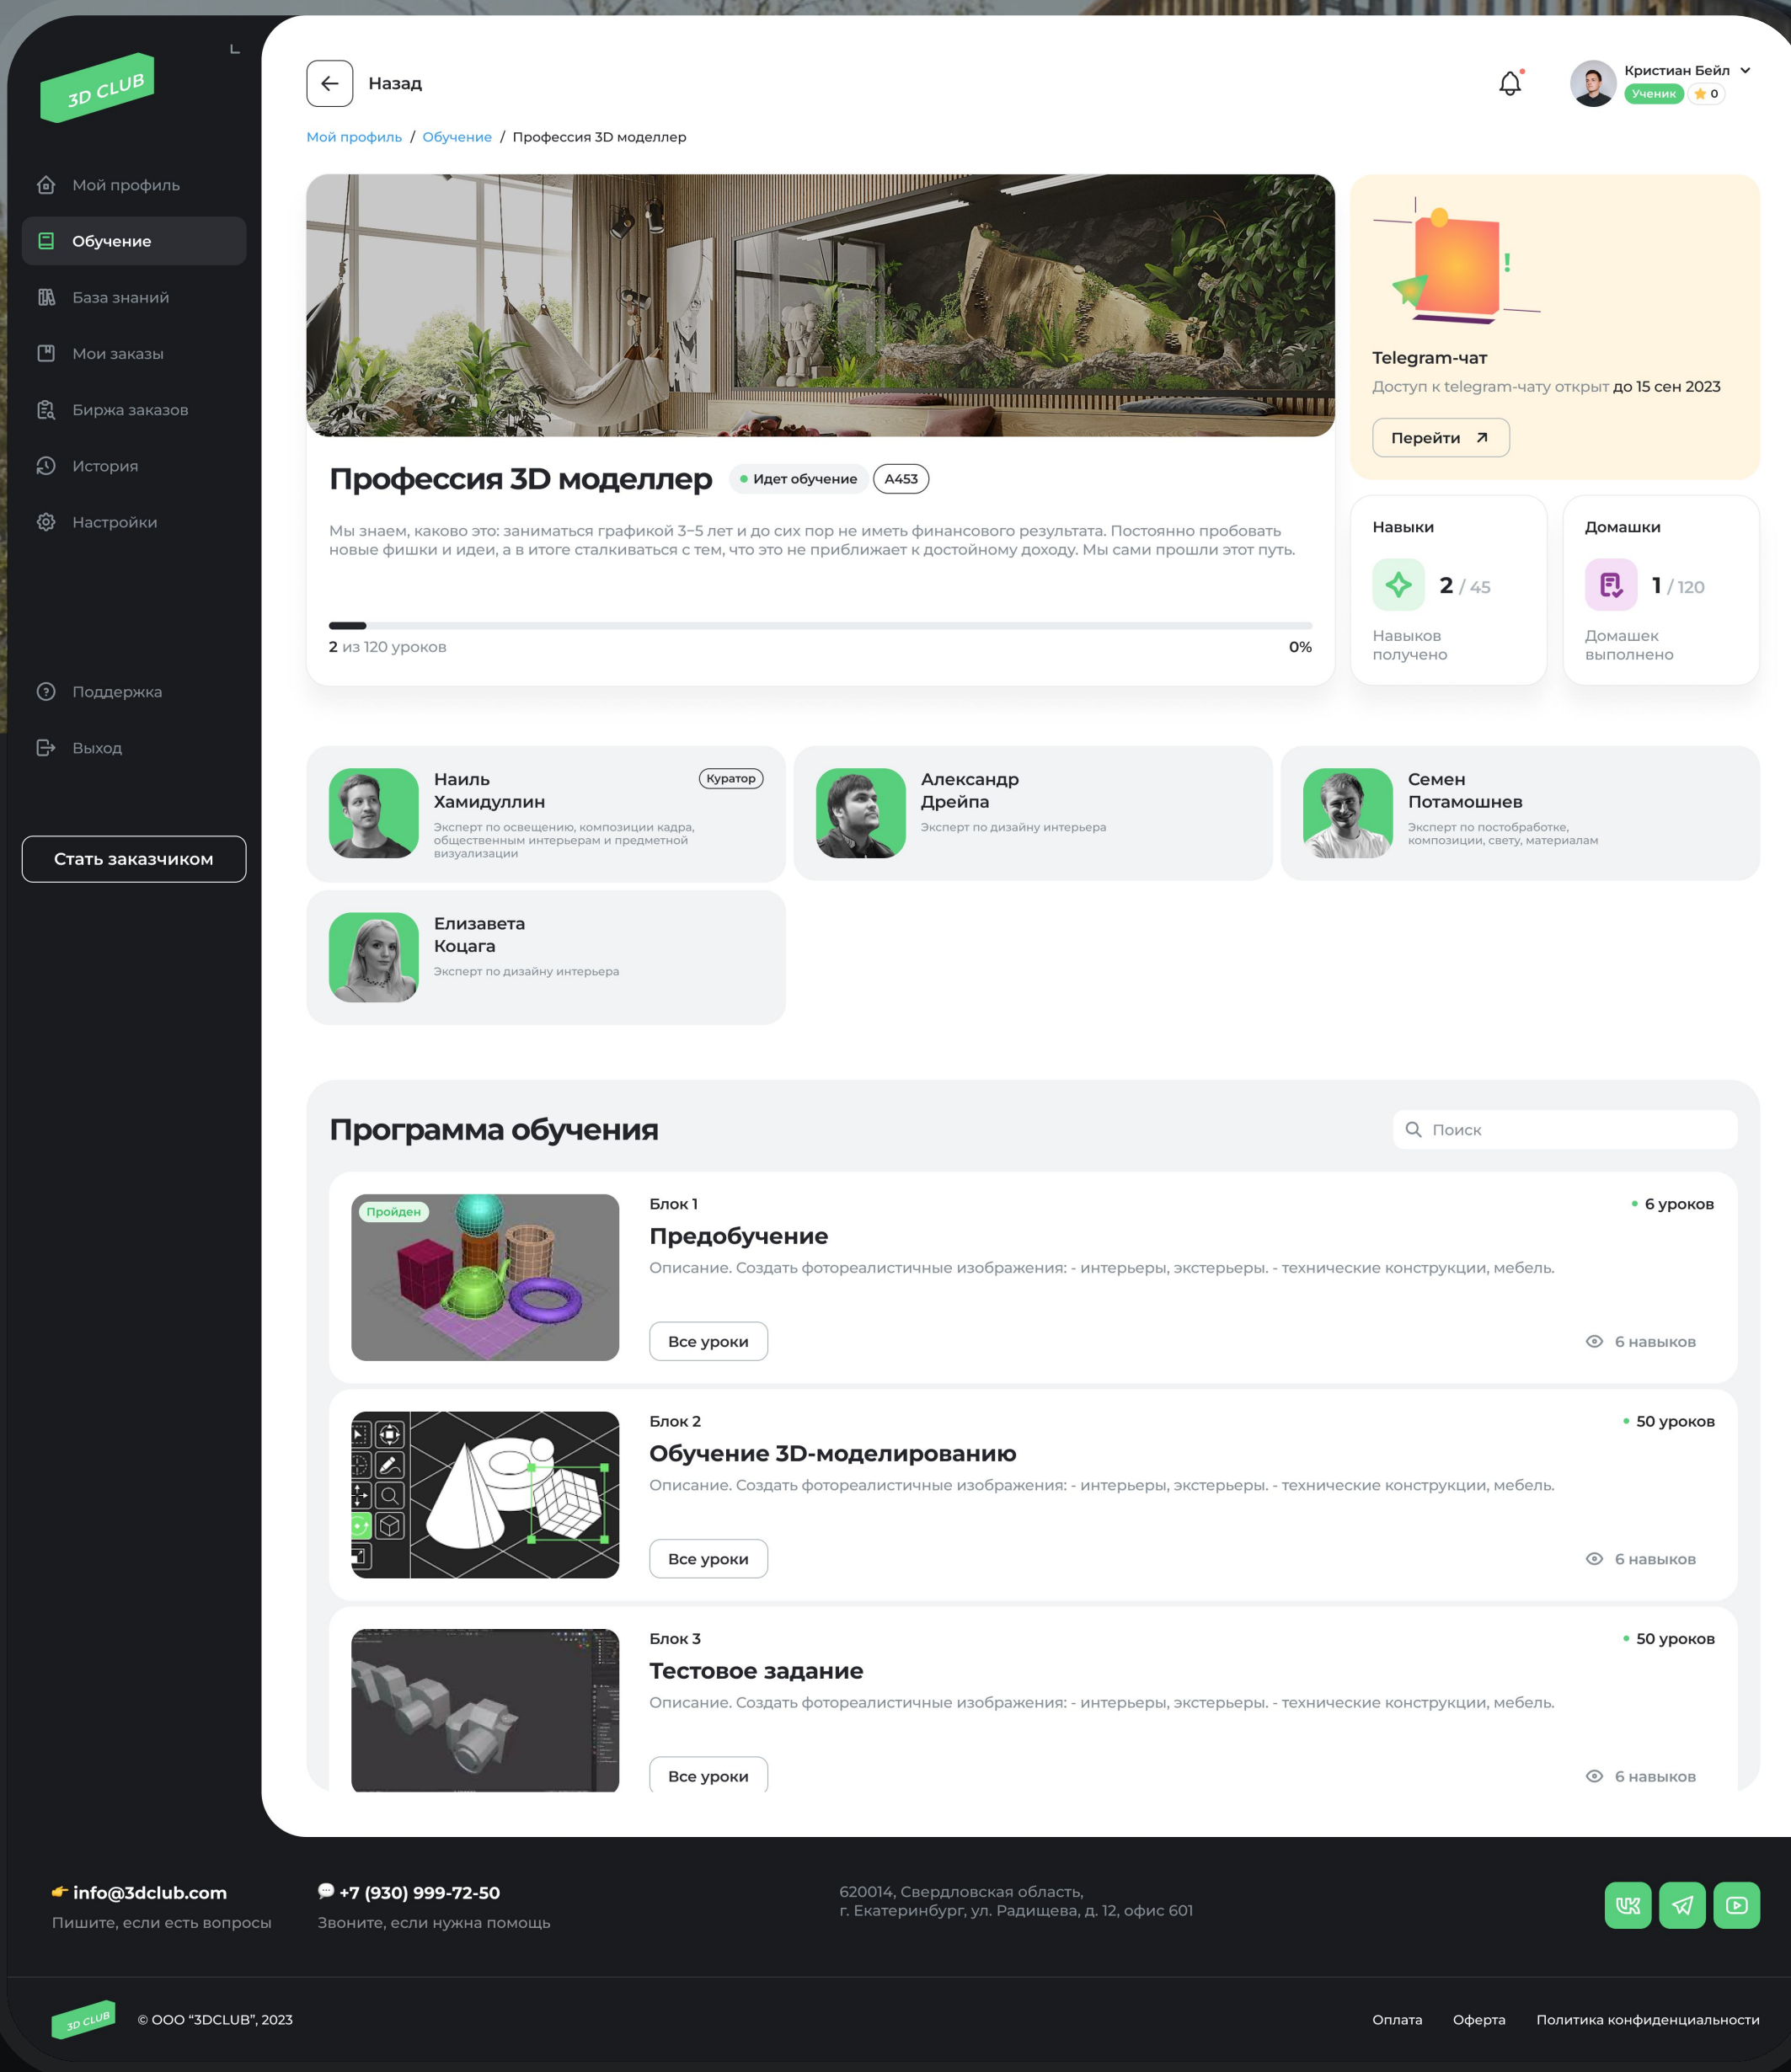 3D CLUB
Мой профиль
Обучение
База знаний
Мои заказы
Биржа заказов
История
Настройки
Поддержка
Выход
Стать заказчиком
Назад
Кристиан Бейл
Ученик
0
Мой профиль / Обучение / Профессия 3D моделлер
Профессия 3D моделлер
Идет обучение
A453
Мы знаем, каково это: заниматься графикой 3–5 лет и до сих пор не иметь финансового результата. Постоянно пробовать
новые фишки и идеи, а в итоге сталкиваться с тем, что это не приближает к достойному доходу. Мы сами прошли этот путь.
2 из 120 уроков
0%
Telegram-чат
Доступ к telegram-чату открыт до 15 сен 2023
Перейти
Навыки
2 / 45
Навыков
получено
Домашки
1 / 120
Домашек
выполнено
Наиль
Хамидуллин
Куратор
Эксперт по освещению, композиции кадра,
общественным интерьерам и предметной
визуализации
Александр
Дрейпа
Эксперт по дизайну интерьера
Семен
Потамошнев
Эксперт по постобработке,
композиции, свету, материалам
Елизавета
Коцага
Эксперт по дизайну интерьера
Программа обучения
Поиск
Пройден
Блок 1
6 уроков
Предобучение
Описание. Создать фотореалистичные изображения: - интерьеры, экстерьеры. - технические конструкции, мебель.
Все уроки
6 навыков
Блок 2
50 уроков
Обучение 3D-моделированию
Описание. Создать фотореалистичные изображения: - интерьеры, экстерьеры. - технические конструкции, мебель.
Все уроки
6 навыков
Блок 3
50 уроков
Тестовое задание
Описание. Создать фотореалистичные изображения: - интерьеры, экстерьеры. - технические конструкции, мебель.
Все уроки
6 навыков
info@3dclub.com
Пишите, если есть вопросы
+7 (930) 999-72-50
Звоните, если нужна помощь
620014, Свердловская область,
г. Екатеринбург, ул. Радищева, д. 12, офис 601
3D CLUB
© ООО “3DCLUB”, 2023
Оплата
Оферта
Политика конфиденциальности